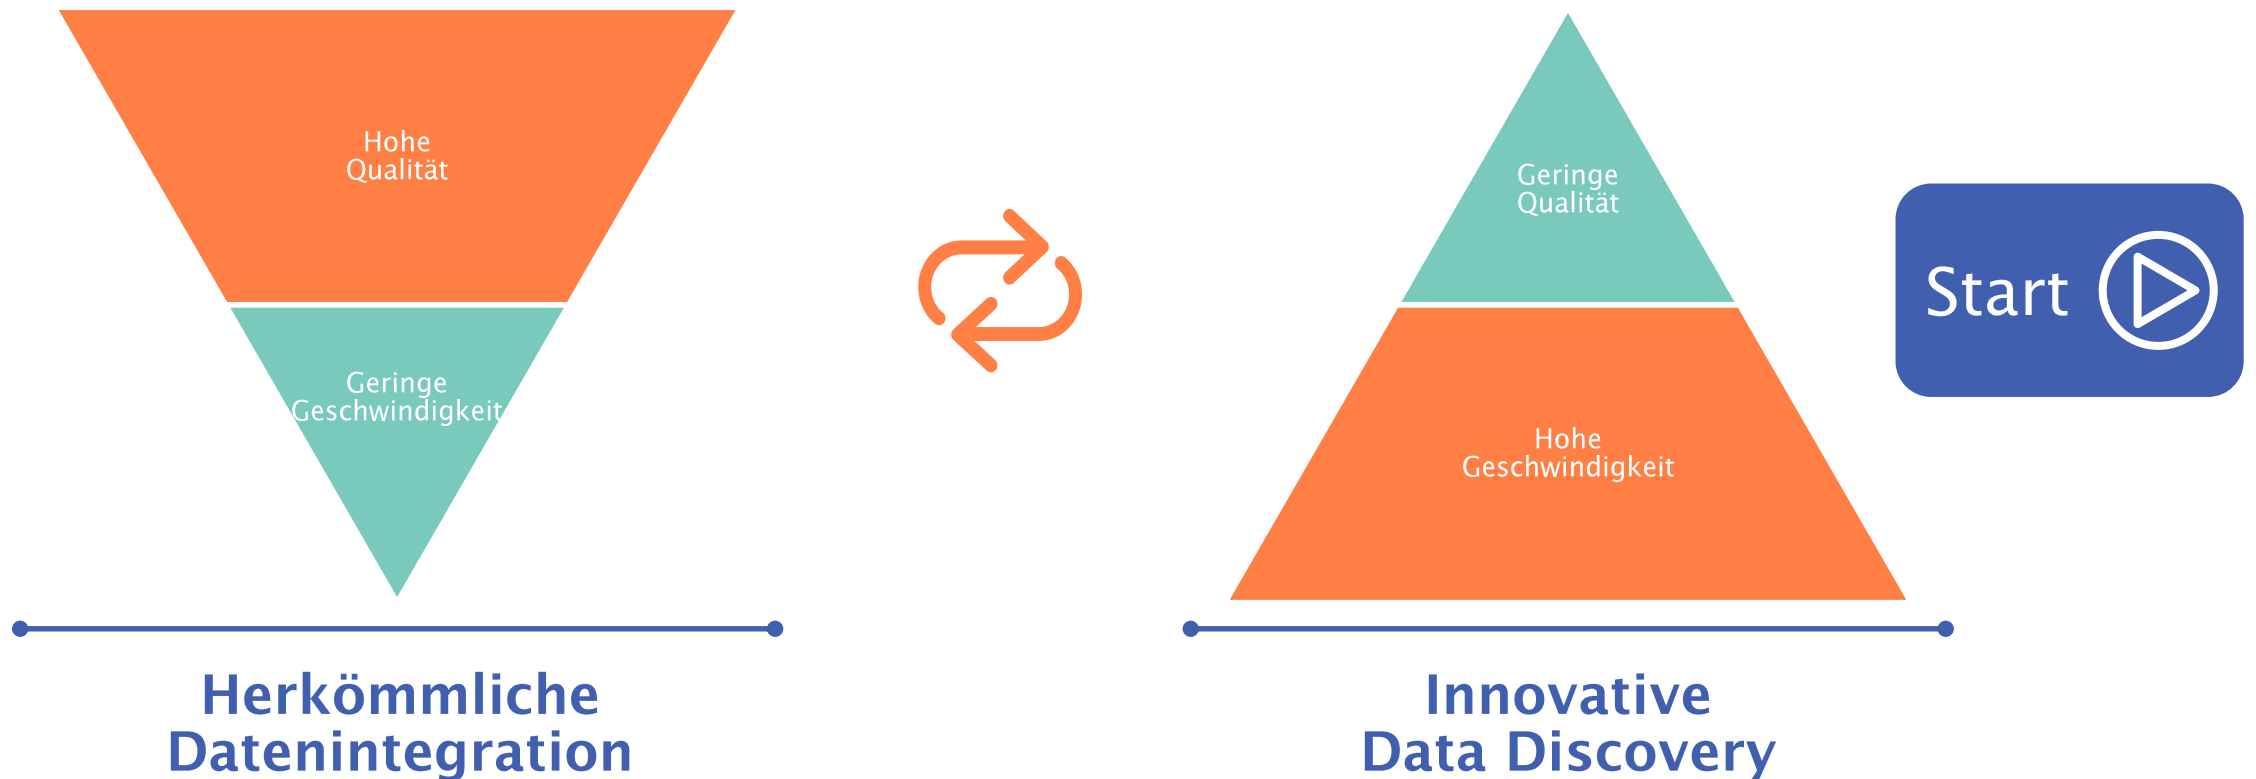 Hohe
Qualität
Geringe
Geschwindigkeit
Herkömmliche
Datenintegration
Geringe
Qualität
Hohe
Geschwindigkeit
Innovative
Data Discovery
Start